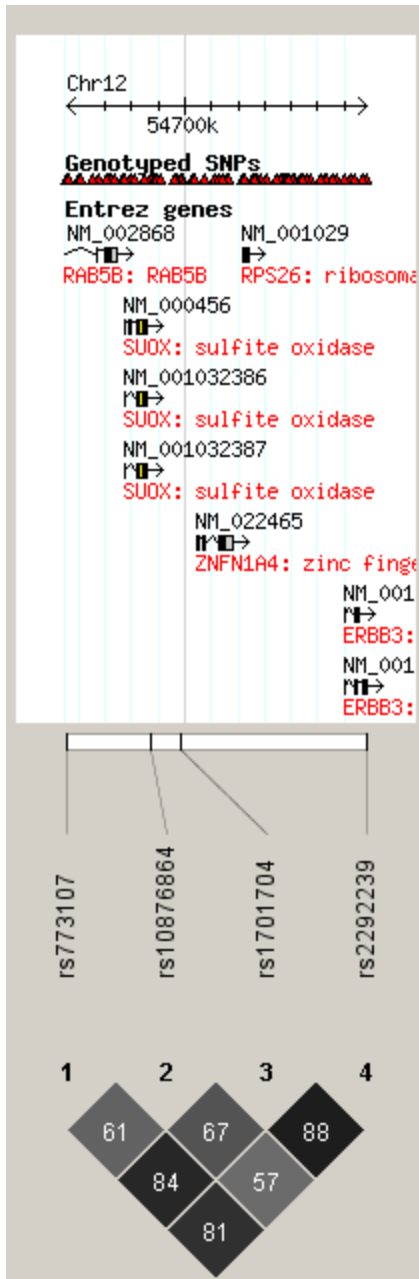 Chr12
54700k
Genotyped SNPs
Entrez genes
NM_002868 NM_001029
RAB5B: RAB5B RPS26: ribosoma
NM_000456
SUOX: sulfite oxidase
NM_001032386
SUOX: sulfite oxidase
NM_001032387
SUOX: sulfite oxidase
NM_022465
ZNFN1A4: zinc finge
NM_001
ERBB3:
NM_001
ERBB3:
rs773107
rs10876864
rs1701704
rs2292239
1 2 3 4
61 67 88
84 57
81